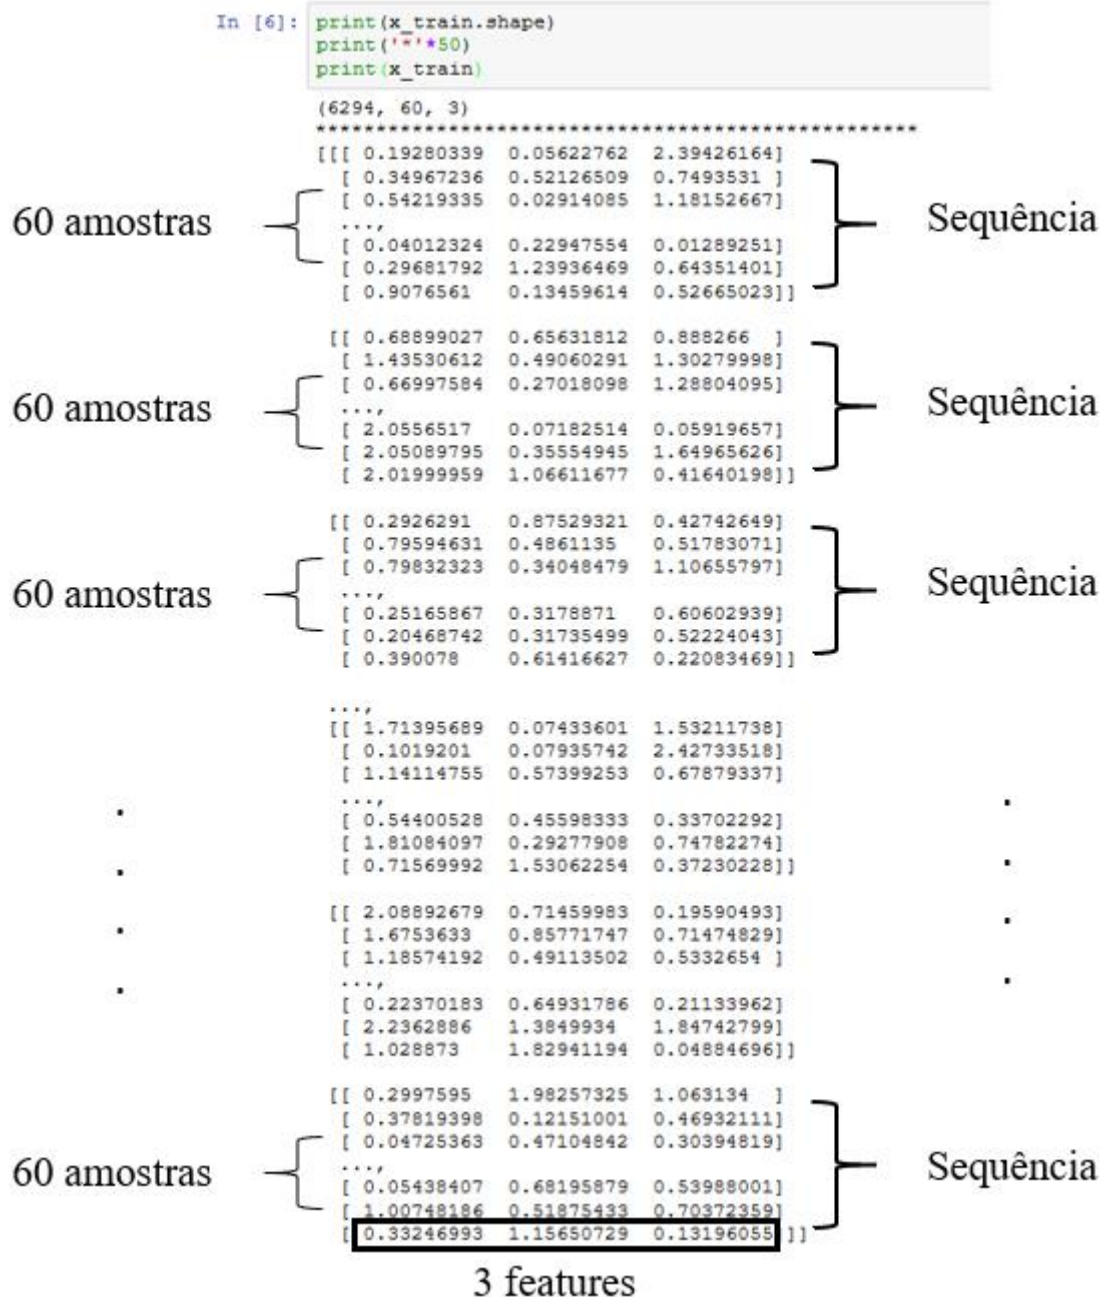 In [6]: print(x_train.shape)
print('*'*50)
print(x_train)
(6294, 60, 3)
**************************************************
[[[ 0.19280339 0.05622762 2.39426164]
[ 0.34967236 0.52126509 0.7493531 ]
[ 0.54219335 0.02914085 1.18152667]
...,
[ 0.04012324 0.22947554 0.01289251]
[ 0.29681792 1.23936469 0.64351401]
[ 0.9076561 0.13459614 0.52665023]]
60 amostras
Sequência
[[ 0.68899027 0.65631812 0.888266 ]
[ 1.43530612 0.49060291 1.30279998]
[ 0.66997584 0.27018098 1.28804095]
...,
[ 2.0556517 0.07182514 0.05919657]
[ 2.05089795 0.35554945 1.64965626]
[ 2.01999959 1.06611677 0.41640198]]
60 amostras
Sequência
[[ 0.2926291 0.87529321 0.42742649]
[ 0.79594631 0.4861135 0.51783071]
[ 0.79832323 0.34048479 1.10655797]
...,
[ 0.25165867 0.3178871 0.60602939]
[ 0.20468742 0.31735499 0.52224043]
[ 0.390078 0.61416627 0.22083469]]
60 amostras
Sequência
...,
[[ 1.71395689 0.07433601 1.53211738]
[ 0.1019201 0.07935742 2.42733518]
[ 1.14114755 0.57399253 0.67879337]
...,
[ 0.54400528 0.45598333 0.33702292]
[ 1.81084097 0.29277908 0.74782274]
[ 0.71569992 1.53062254 0.37230228]]
[[ 2.08892679 0.71459983 0.19590493]
[ 1.6753633 0.85771747 0.71474829]
[ 1.18574192 0.49113502 0.5332654 ]
...,
[ 0.22370183 0.64931786 0.21133962]
[ 2.2362886 1.3849934 1.84742799]
[ 1.028873 1.82941194 0.04884696]]
[[ 0.2997595 1.98257325 1.063134 ]
[ 0.37819398 0.12151001 0.46932111]
[ 0.04725363 0.47104842 0.30394819]
...,
[ 0.05438407 0.68195879 0.53988001]
[ 1.00748186 0.51875433 0.70372359]
[ 0.33246993 1.15650729 0.13196055]]]
60 amostras
Sequência
3 features